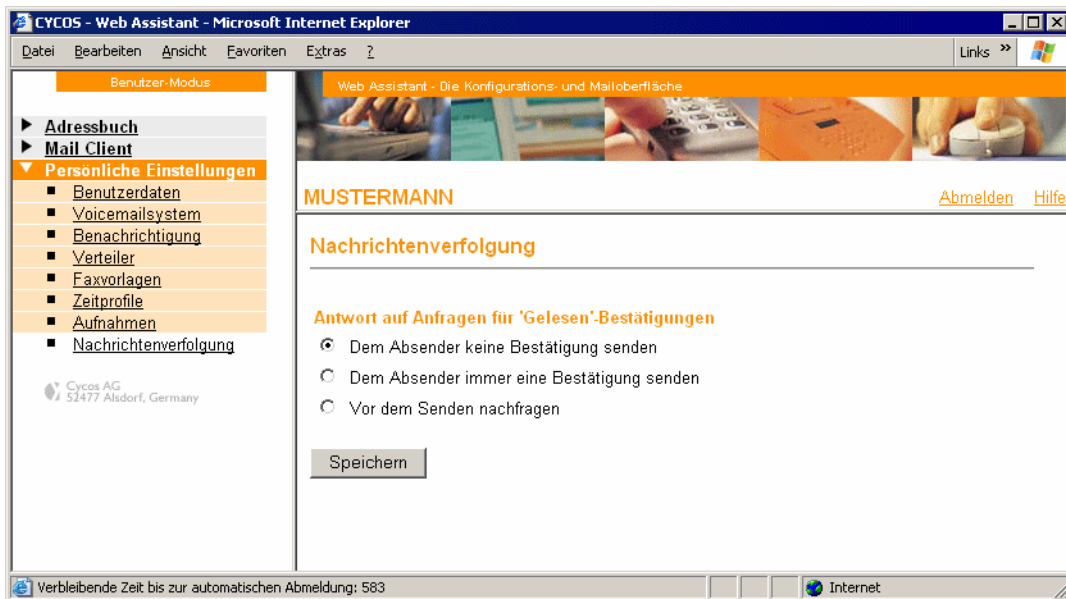 CYCOS - Web Assistant - Microsoft Internet Explorer
Datei Bearbeiten Ansicht Favoriten Extras ?
Links »
Benutzer-Modus
Web Assistant - Die Konfigurations- und Mailoberfläche
Adressbuch
Mail Client
Persönliche Einstellungen
Benutzerdaten
Voicemailsystem
Benachrichtigung
Verteiler
Faxvorlagen
Zeitprofile
Aufnahmen
Nachrichtenverfolgung
Cycos AG
52477 Alsdorf, Germany
MUSTERMANN
Abmelden Hilfe
Nachrichtenverfolgung
Antwort auf Anfragen für 'Gelesen'-Bestätigungen
Dem Absender keine Bestätigung senden
Dem Absender immer eine Bestätigung senden
Vor dem Senden nachfragen
Speichern
Verbleibende Zeit bis zur automatischen Abmeldung: 583
Internet